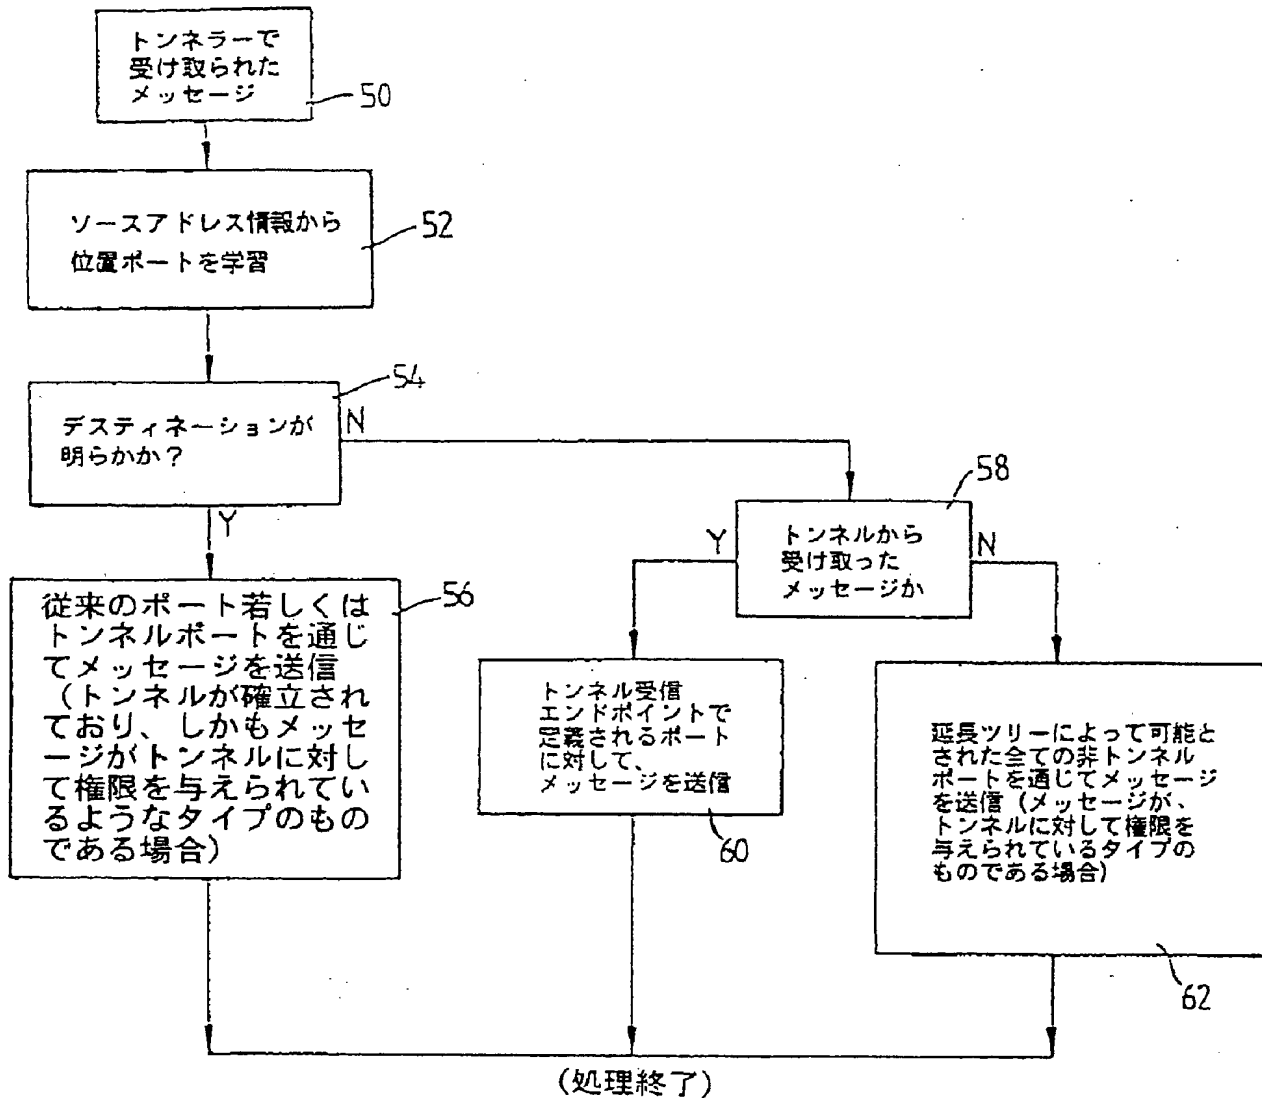 トンネラーで
受け取られた
メッセージ
50
ソースアドレス情報から
位置ポートを学習
52
デスティネーションが
明らかか？
54
N
Y
従来のポート若しくは
トンネルポートを通じ
てメッセージを送信
（トンネルが確立され
ており、しかもメッセ
ージがトンネルに対し
て権限を与えられてい
るようなタイプのもの
である場合）
56
トンネルから
受け取った
メッセージか
58
Y
N
トンネル受信
エンドポイントで
定義されるポート
に対して、
メッセージを送信
60
延長ツリーによって可能と
された全ての非トンネル
ポートを通じてメッセージ
を送信（メッセージが、
トンネルに対して権限を
与えられているタイプの
ものである場合）
62
（処理終了）